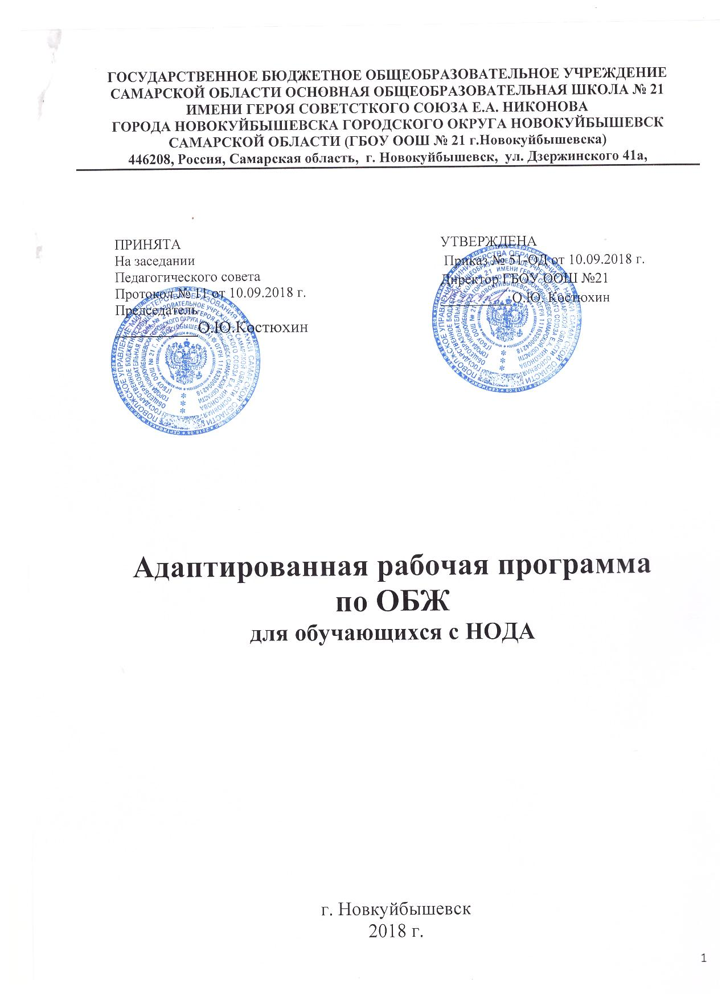 ГОСУДАРСТВЕННОЕ БЮДЖЕТНОЕ ОБЩЕОБРАЗОВАТЕЛЬНОЕ УЧРЕЖДЕНИЕ
САМАРСКОЙ ОБЛАСТИ ОСНОВНАЯ ОБЩЕОБРАЗОВАТЕЛЬНАЯ ШКОЛА № 21
ИМЕНИ ГЕРОЯ СОВЕТСТКОГО СОЮЗА Е.А. НИКОНОВА
ГОРОДА НОВОКУЙБЫШЕВСКА ГОРОДСКОГО ОКРУГА НОВОКУЙБЫШЕВСК
САМАРСКОЙ ОБЛАСТИ (ГБОУ ООШ № 21 г.Новокуйбышевска)
446208, Россия, Самарская область, г. Новокуйбышевск, ул. Дзержинского 41а,
ПРИНЯТА
На заседании
Педагогического совета
Протокол № 11 от 10.09.2018 г.
Председатель
О.Ю.Костюхин
УТВЕРЖДЕНА
Приказ № 51-ОД от 10.09.2018 г.
Директор ГБОУ ООШ №21
О.Ю. Костюхин
Адаптированная рабочая программа
по ОБЖ
для обучающихся с НОДА
г. Новкуйбышевск
2018 г.
1